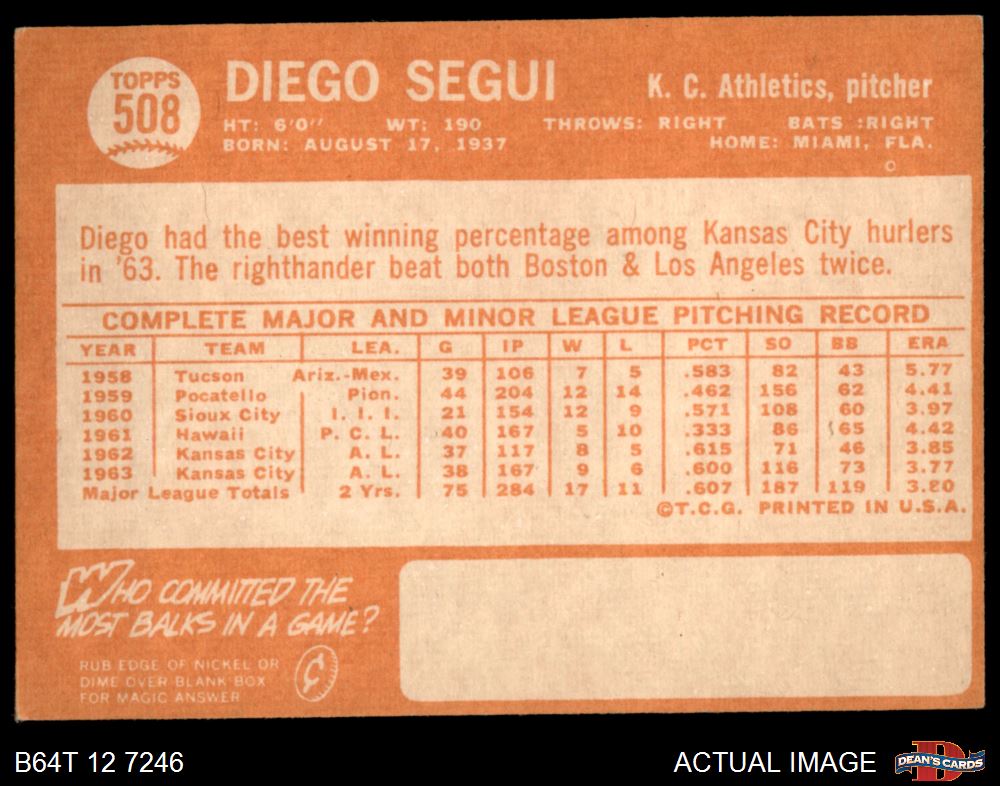 TOPPS
508
DIEGO SEGUI
K. C. Athletics, pitcher
HT: 6'0" WT: 190 THROWS: RIGHT BATS :RIGHT
BORN: AUGUST 17, 1937 HOME: MIAMI, FLA.
Diego had the best winning percentage among Kansas City hurlers
in '63. The righthander beat both Boston & Los Angeles twice.
COMPLETE MAJOR AND MINOR LEAGUE PITCHING RECORD
YEAR TEAM LEA. G IP W L PCT SO BB ERA
1958 Tucson Ariz.-Mex. 39 106 7 5 .583 82 43 5.77
1959 Pocatello Pion. 44 204 12 14 .462 156 62 4.41
1960 Sioux City I. I. I. 21 154 12 9 .571 108 60 3.97
1961 Hawaii P. C. L. 40 167 5 10 .333 86 65 4.42
1962 Kansas City A. L. 37 117 8 5 .615 71 46 3.85
1963 Kansas City A. L. 38 167 9 6 .600 116 73 3.77
Major League Totals 2 Yrs. 75 284 17 11 .607 187 119 3.80
©T.C.G. PRINTED IN U.S.A.
WHO COMMITTED THE
MOST BALKS IN A GAME?
RUB EDGE OF NICKEL OR
DIME OVER BLANK BOX
FOR MAGIC ANSWER
¢
B64T 12 7246
ACTUAL IMAGE
D
DEAN'S CARDS